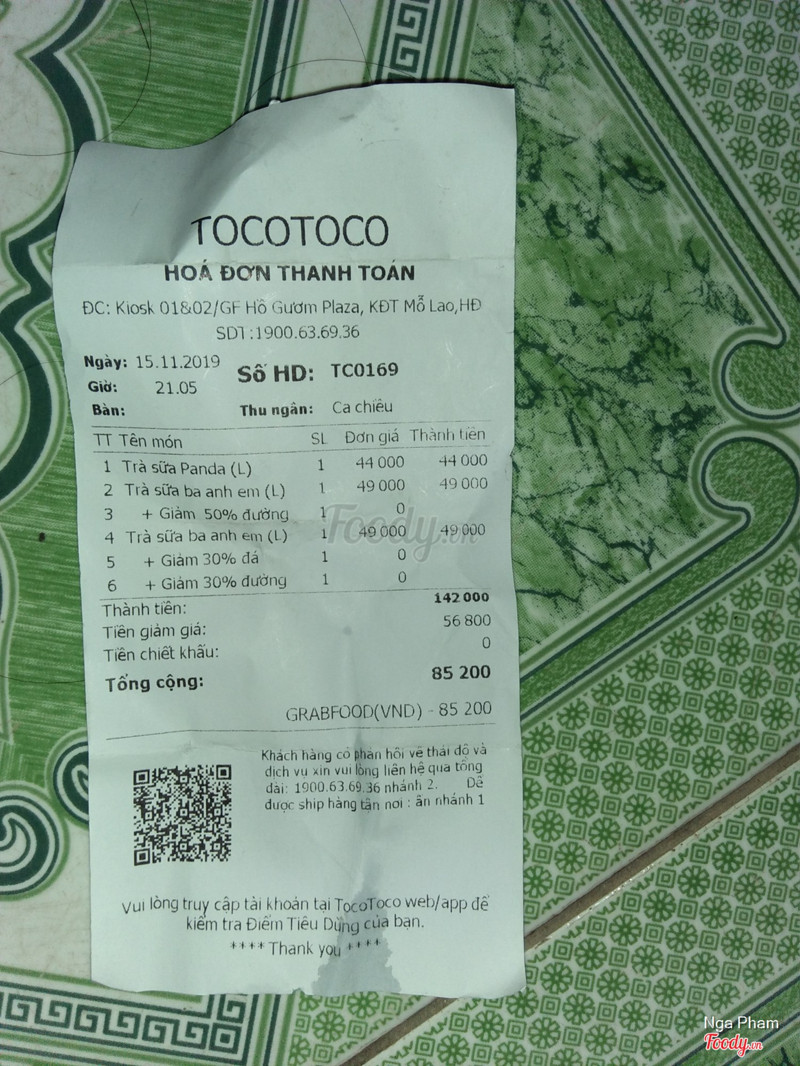 TOCOTOCO
HOÁ ĐƠN THANH TOÁN
ĐC: Kiosk 01&02/GF Hồ Gươm Plaza, KĐT Mỗ Lao,HĐ
SDT :1900.63.69.36
Ngày: 15.11.2019 Số HD: TC0169
Giờ: 21.05
Bàn: Thu ngân: Ca chiều
TT Tên món SL Đơn giá Thành tiền
1 Trà sữa Panda (L) 1 44 000 44 000
2 Trà sữa ba anh em (L) 1 49 000 49 000
3 + Giảm 50% đường 1 0
4 Trà sữa ba anh em (L) 1 49 000 49 000
5 + Giảm 30% đá 1 0
6 + Giảm 30% đường 1 0
Thành tiền: 142 000
Tiền giảm giá: 56 800
Tiền chiết khấu: 0
Tổng cộng: 85 200
GRABFOOD(VND) - 85 200
Khách hàng có phản hồi về thái độ và
dịch vụ xin vui lòng liên hệ qua tổng
đài: 1900.63.69.36 nhánh 2. Để
được ship hàng tận nơi : ấn nhánh 1
Vui lòng truy cập tài khoản tại TocoToco web/app để
kiểm tra Điểm Tiêu Dùng của bạn.
**** Thank you ****
Foody.vn
Nga Pham
Foody.vn